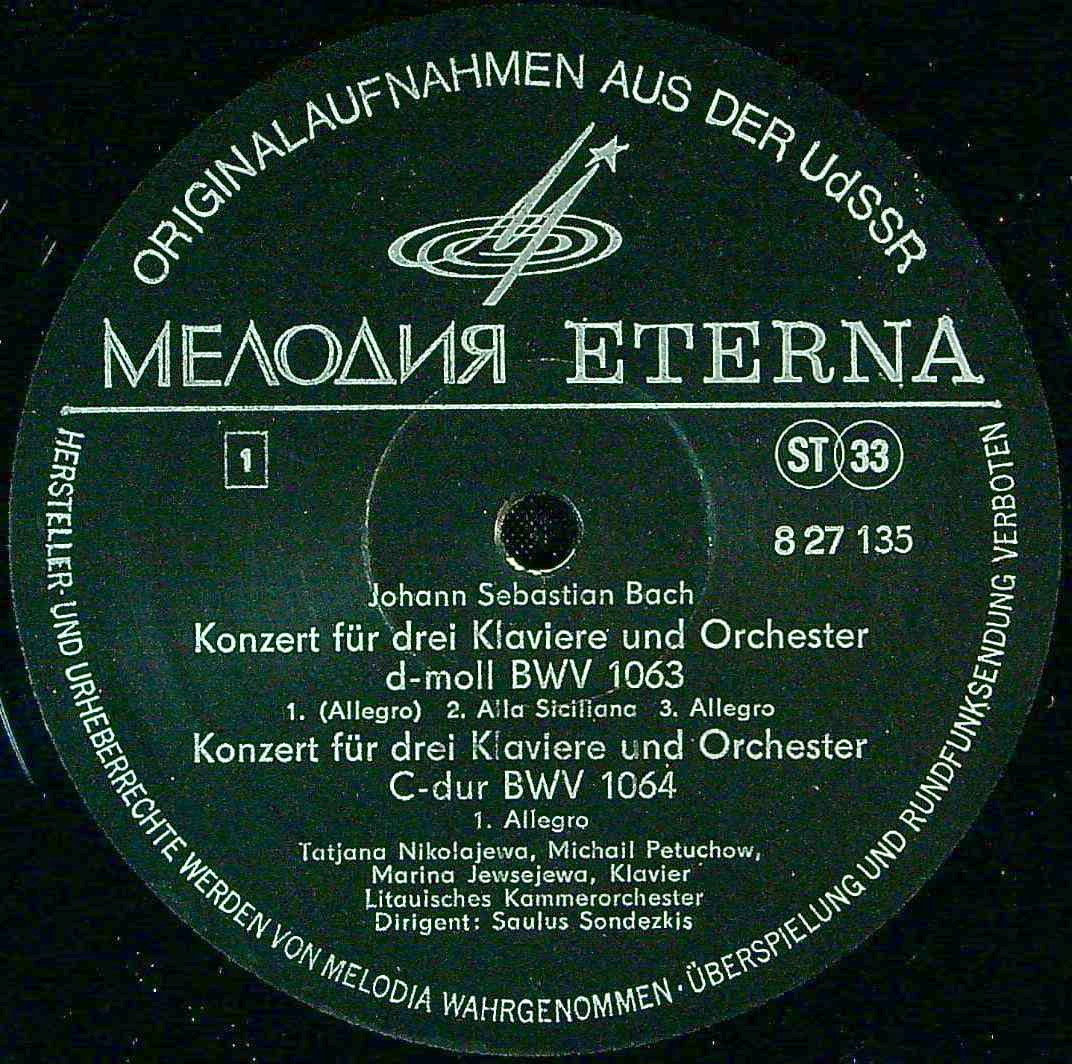 ORIGINALAUFNAHMEN AUS DER UdSSR
МЕЛОДИЯ ETERNA
1
ST 33
8 27 135
Johann Sebastian Bach
Konzert für drei Klaviere und Orchester
d-moll BWV 1063
1. (Allegro) 2. Alla Siciliana 3. Allegro
Konzert für drei Klaviere und Orchester
C-dur BWV 1064
1. Allegro
Tatjana Nikolajewa, Michail Petuchow,
Marina Jewsejewa, Klavier
Litauisches Kammerorchester
Dirigent: Saulus Sondezkis
HERSTELLER- UND URHEBERRECHTE WERDEN VON MELODIA WAHRGENOMMEN · ÜBERSPIELUNG UND RUNDFUNKSENDUNG VERBOTEN